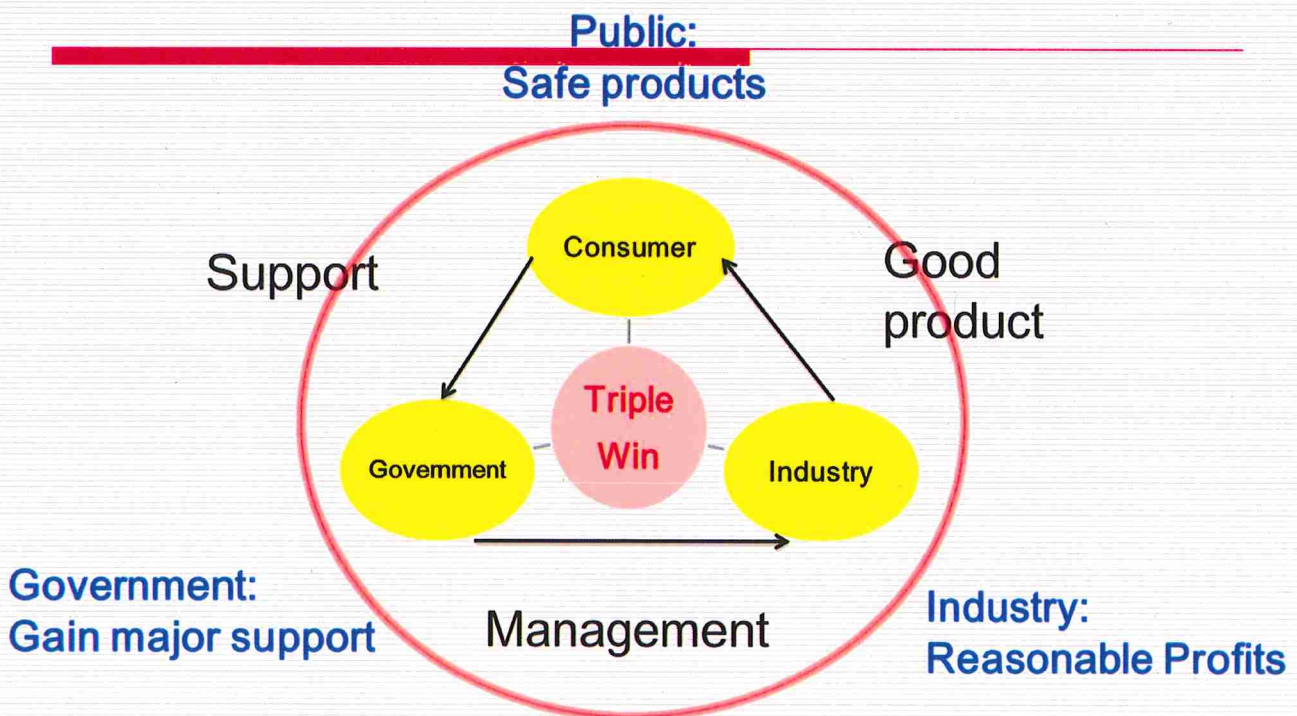 Public:
Safe products
Consumer
Support
Good
product
Triple
Win
Government
Industry
Management
Government:
Gain major support
Industry:
Reasonable Profits